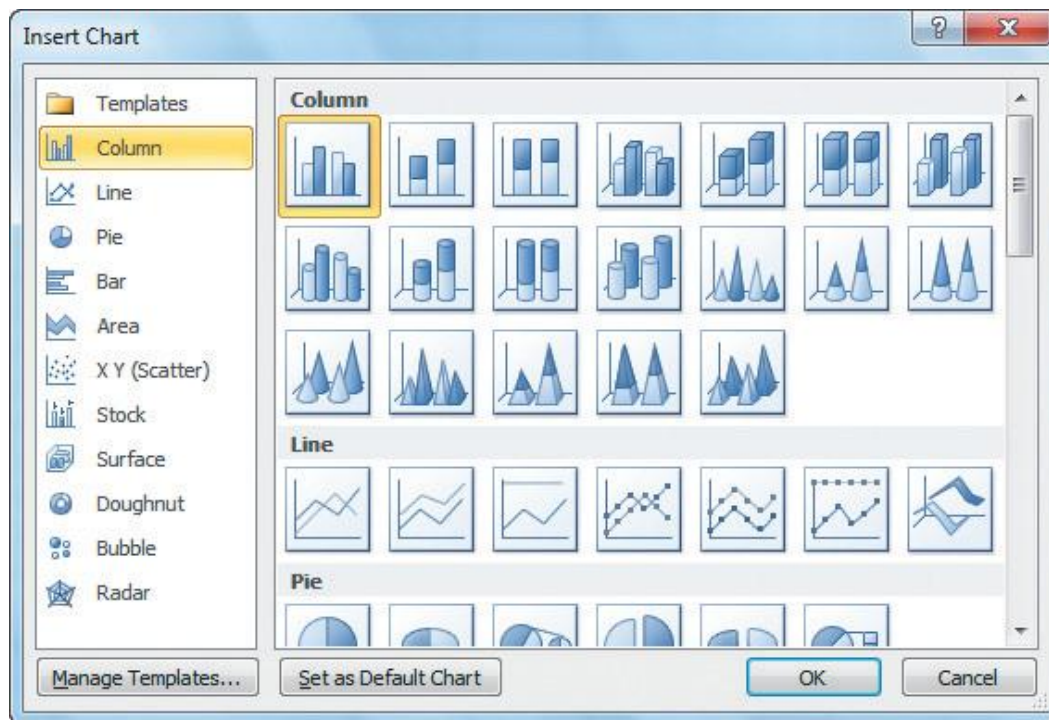 Insert Chart
Templates
Column
Line
Pie
Bar
Area
X Y (Scatter)
Stock
Surface
Doughnut
Bubble
Radar
Column
Line
Pie
Manage Templates...
Set as Default Chart
OK
Cancel